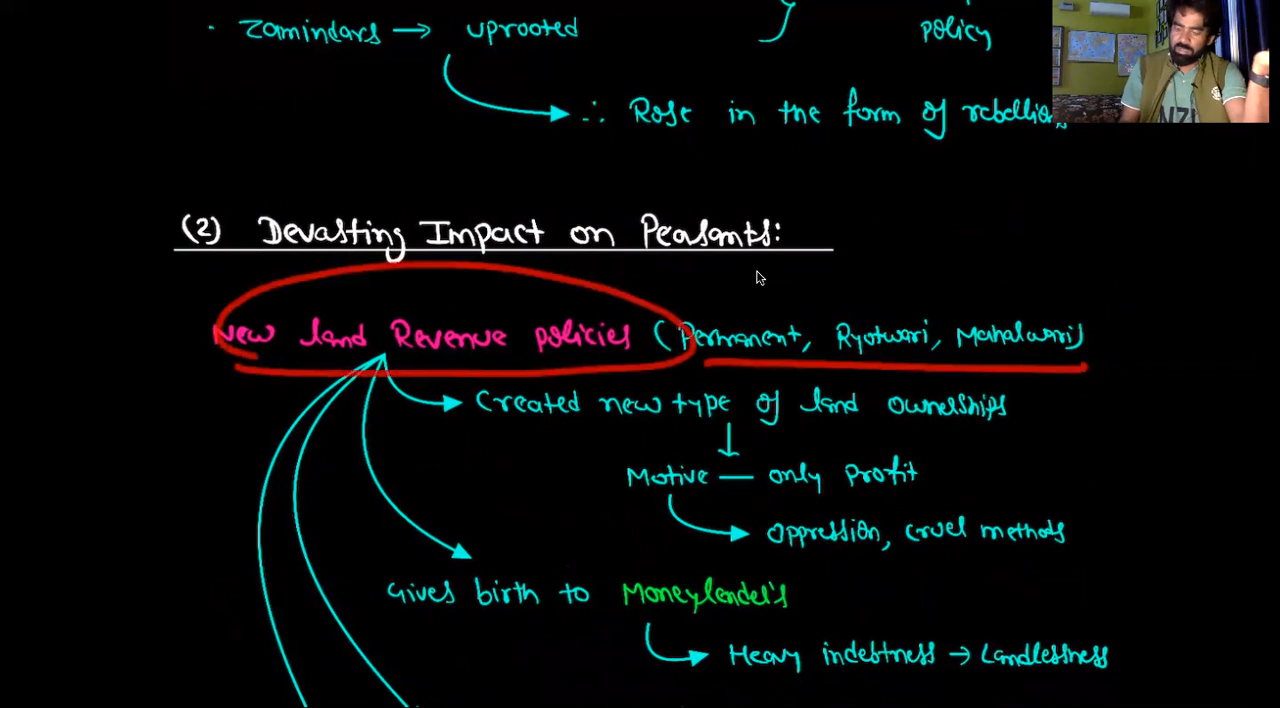 · Zamindars → uprooted policy
∴ Rose in the form of rebellions
(2) Devasting Impact on Peasants:
New land Revenue policies (Permanent, Ryotwari, Mahalwari)
Created new type of land ownerships
Motive — only Profit
Oppression, cruel methods
Gives birth to Moneylender's
Heavy indebtness → Landlessness